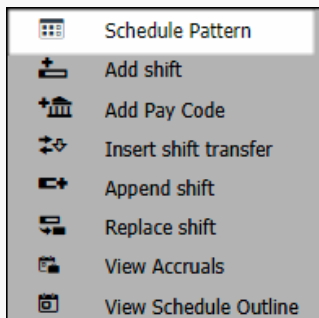 Schedule Pattern
Add shift
Add Pay Code
Insert shift transfer
Append shift
Replace shift
View Accruals
View Schedule Outline